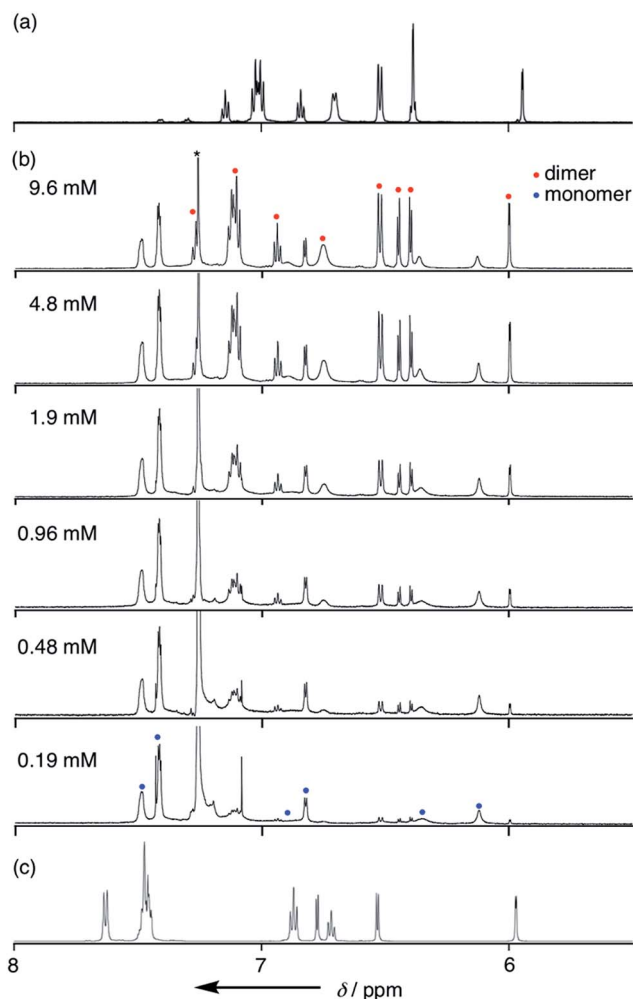 (a)
(b)
*
dimer
monomer
9.6 mM
4.8 mM
1.9 mM
0.96 mM
0.48 mM
0.19 mM
(c)
8 7 6
δ / ppm